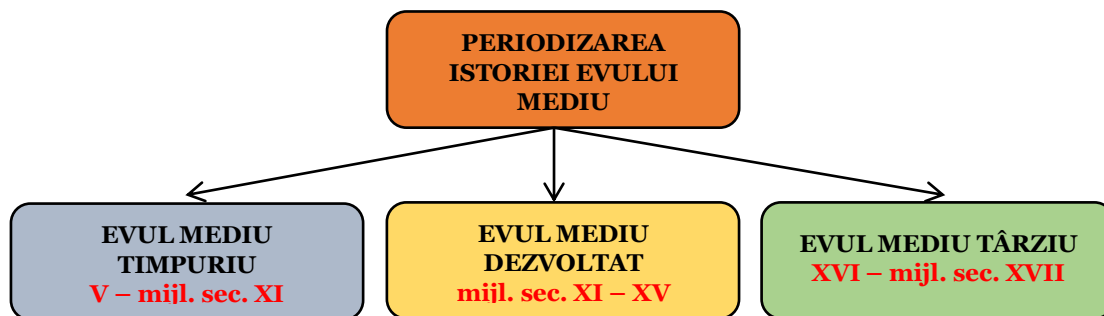 PERIODIZAREA
ISTORIEI EVULUI
MEDIU
EVUL MEDIU
TIMPURIU
V – mijl. sec. XI
EVUL MEDIU
DEZVOLTAT
mijl. sec. XI – XV
EVUL MEDIU TÂRZIU
XVI – mijl. sec. XVII